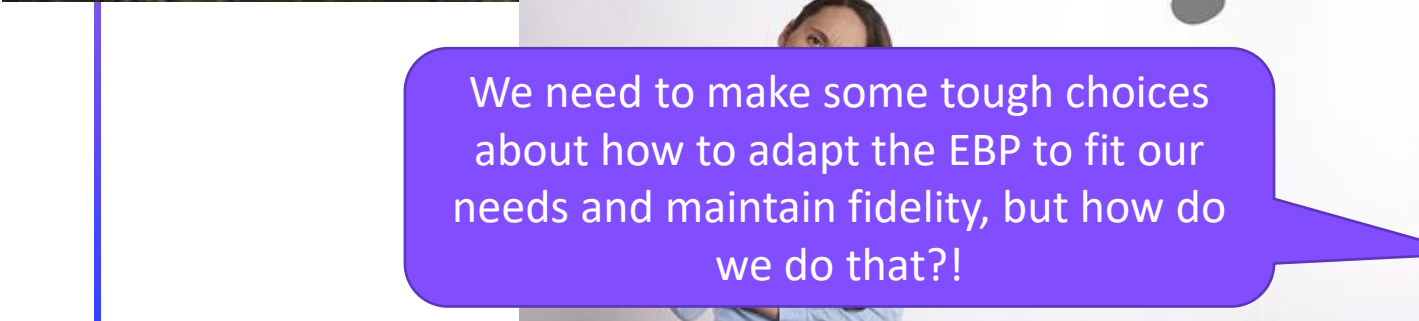 We need to make some tough choices
about how to adapt the EBP to fit our
needs and maintain fidelity, but how do
we do that?!